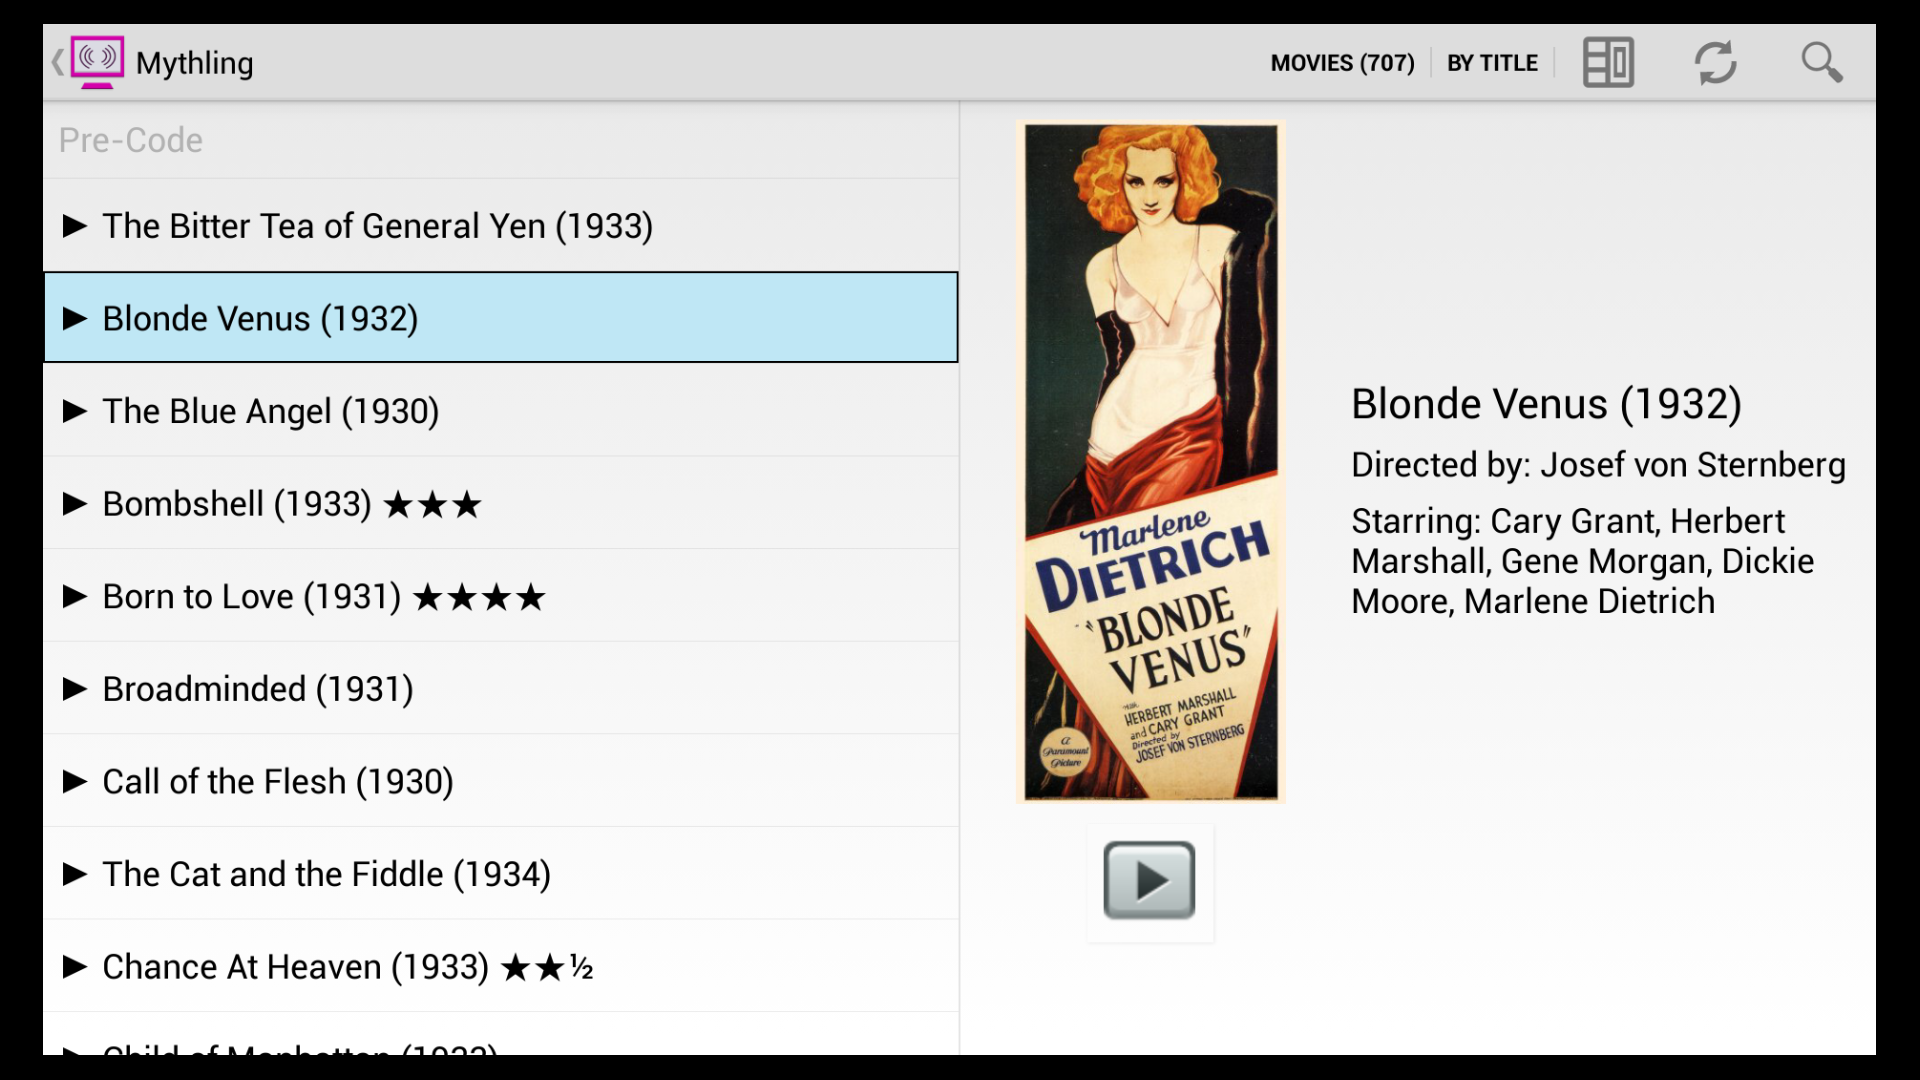 Mythling
MOVIES (707)
BY TITLE
Pre-Code
▶ The Bitter Tea of General Yen (1933)
▶ Blonde Venus (1932)
▶ The Blue Angel (1930)
▶ Bombshell (1933) ★★★
▶ Born to Love (1931) ★★★★
▶ Broadminded (1931)
▶ Call of the Flesh (1930)
▶ The Cat and the Fiddle (1934)
▶ Chance At Heaven (1933) ★★½
Child of Manhattan
Marlene
DIETRICH
"BLONDE
VENUS"
with
HERBERT MARSHALL
and CARY GRANT
Directed by
JOSEF VON STERNBERG
A
Paramount
Picture
Blonde Venus (1932)
Directed by: Josef von Sternberg
Starring: Cary Grant, Herbert
Marshall, Gene Morgan, Dickie
Moore, Marlene Dietrich